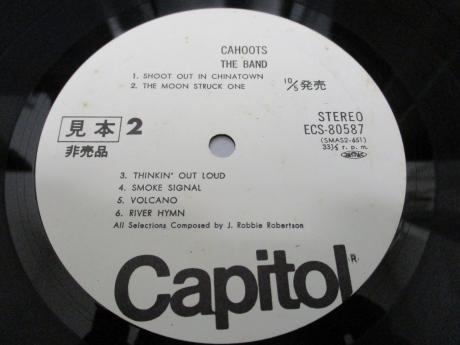 CAHOOTS
THE BAND
1. SHOOT OUT IN CHINATOWN
2. THE MOON STRUCK ONE
10/5 発売
見本 2
非売品
STEREO
ECS-80587
(SMAS2-651)
33⅓ r. p. m.
3. THINKIN' OUT LOUD
4. SMOKE SIGNAL
5. VOLCANO
6. RIVER HYMN
All Selections Composed by J. Robbie Robertson
Capitol®